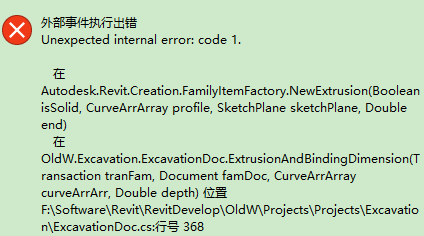 外部事件执行出错
Unexpected internal error: code 1.
在
Autodesk.Revit.Creation.FamilyItemFactory.NewExtrusion(Boolean
isSolid, CurveArrArray profile, SketchPlane sketchPlane, Double
end)
在
OldW.Excavation.ExcavationDoc.ExtrusionAndBindingDimension(T
ransaction tranFam, Document famDoc, CurveArrArray
curveArrArr, Double depth) 位置
F:\Software\Revit\RevitDevelop\OldW\Projects\Projects\Excavatio
n\ExcavationDoc.cs:行号 368